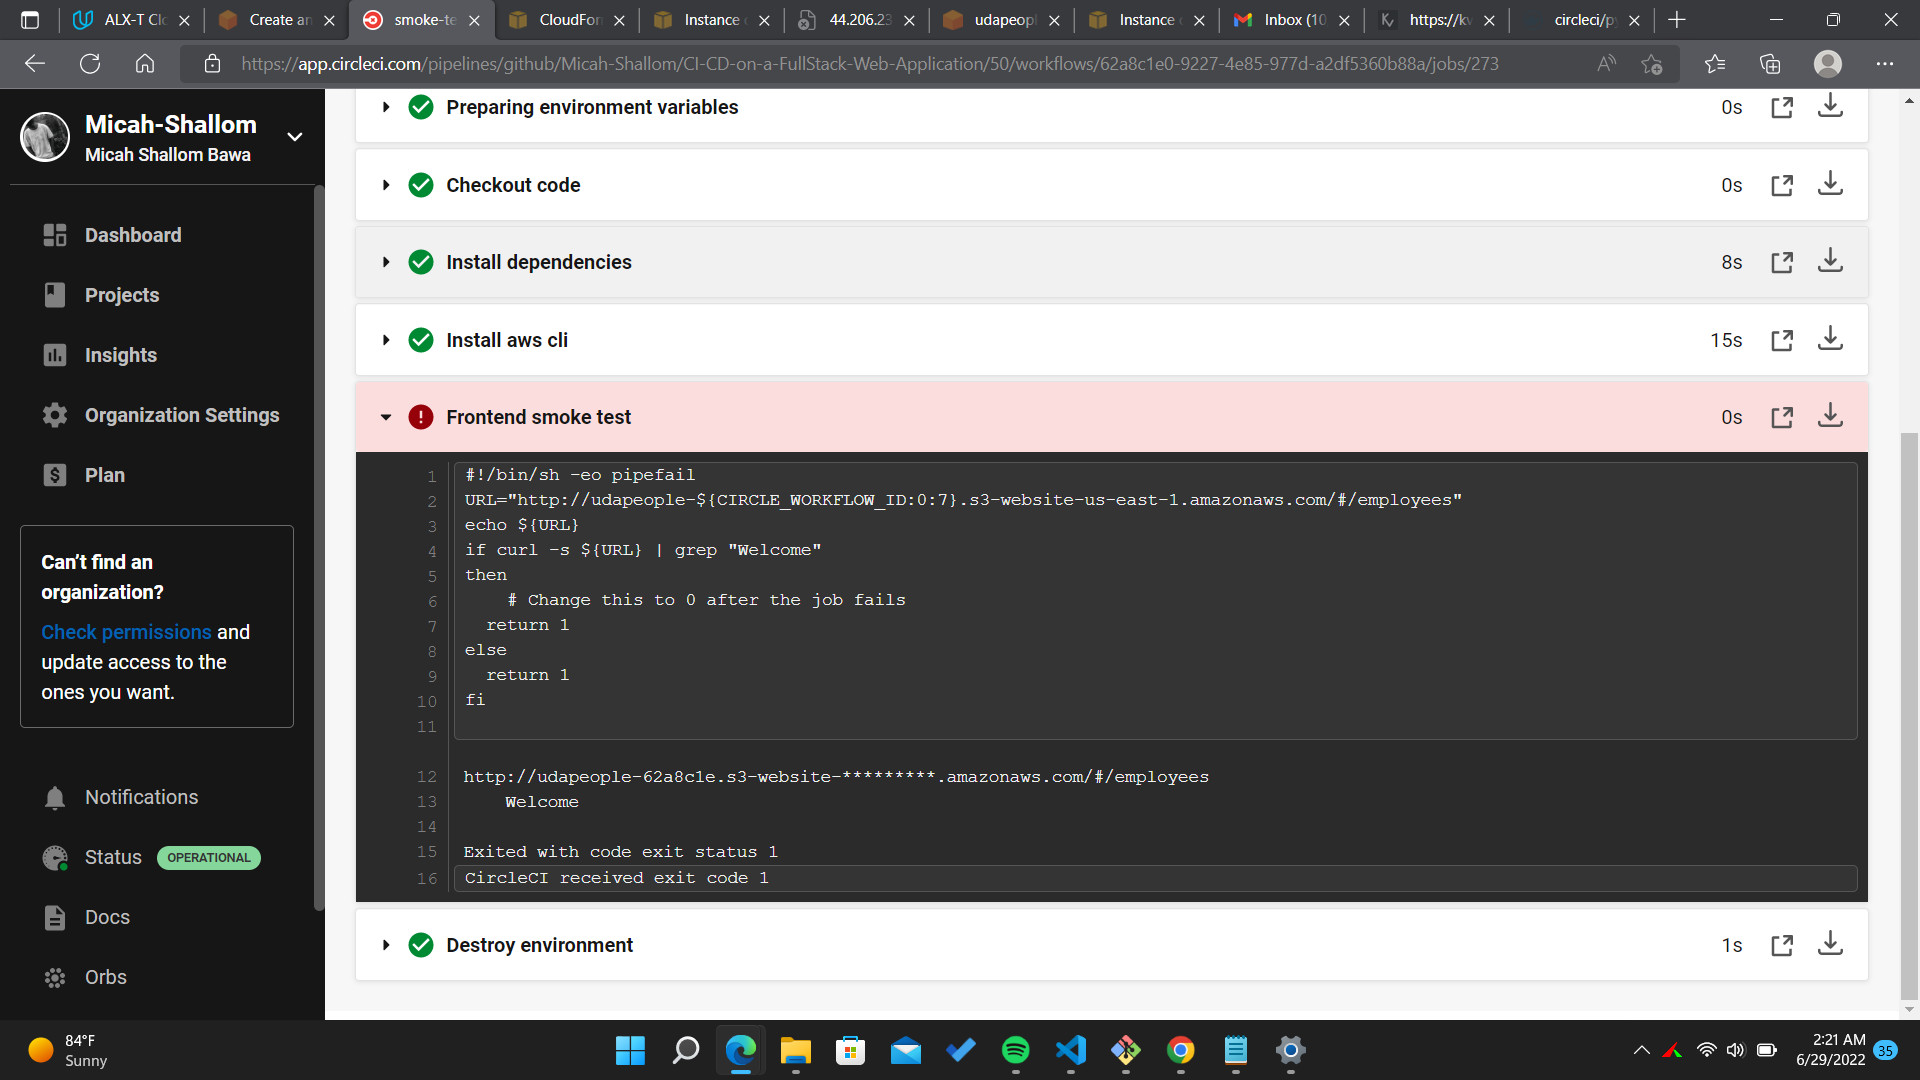 ALX-T Clo
Create an
smoke-te
CloudFor
Instance
44.206.23
udapeopl
Instance
Inbox (10
https://kv
circleci/p
https://app.circleci.com/pipelines/github/Micah-Shallom/CI-CD-on-a-FullStack-Web-Application/50/workflows/62a8c1e0-9227-4e85-977d-a2df5360b88a/jobs/273
Micah-Shallom
Micah Shallom Bawa
Dashboard
Projects
Insights
Organization Settings
Plan
Can't find an
organization?
Check permissions and
update access to the
ones you want.
Notifications
Status OPERATIONAL
Docs
Orbs
Preparing environment variables 0s
Checkout code 0s
Install dependencies 8s
Install aws cli 15s
Frontend smoke test 0s
1 #!/bin/sh -eo pipefail
2 URL="http://udapeople-${CIRCLE_WORKFLOW_ID:0:7}.s3-website-us-east-1.amazonaws.com/#/employees"
3 echo ${URL}
4 if curl -s ${URL} | grep "Welcome"
5 then
6 # Change this to 0 after the job fails
7 return 1
8 else
9 return 1
10 fi
11
12 http://udapeople-62a8c1e.s3-website-*********.amazonaws.com/#/employees
13 Welcome
14
15 Exited with code exit status 1
16 CircleCI received exit code 1
Destroy environment 1s
84°F
Sunny
2:21 AM
6/29/2022
35